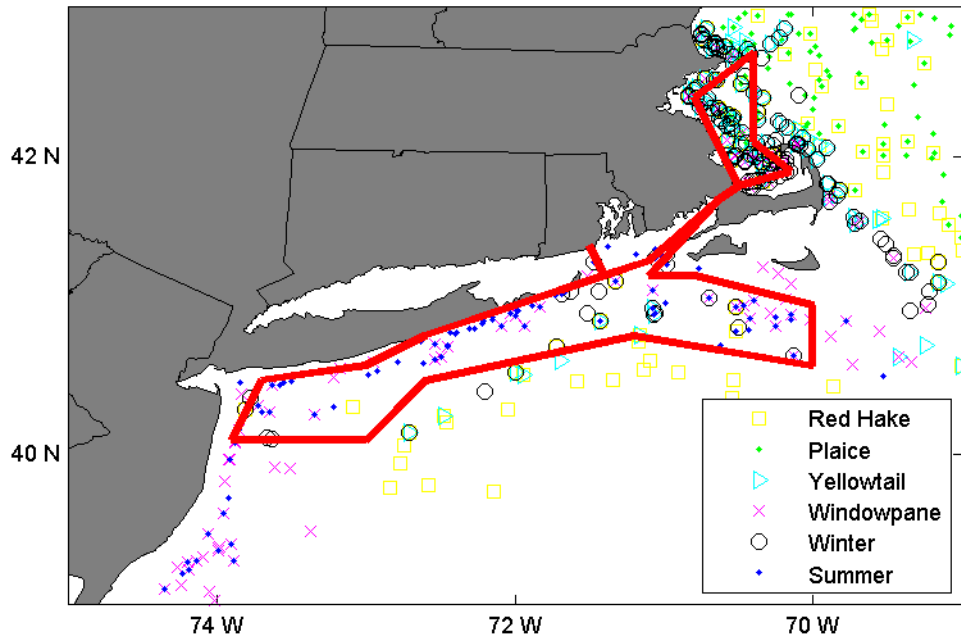 42 N
40 N
Red Hake
Plaice
Yellowtail
Windowpane
Winter
Summer
74 W
72 W
70 W